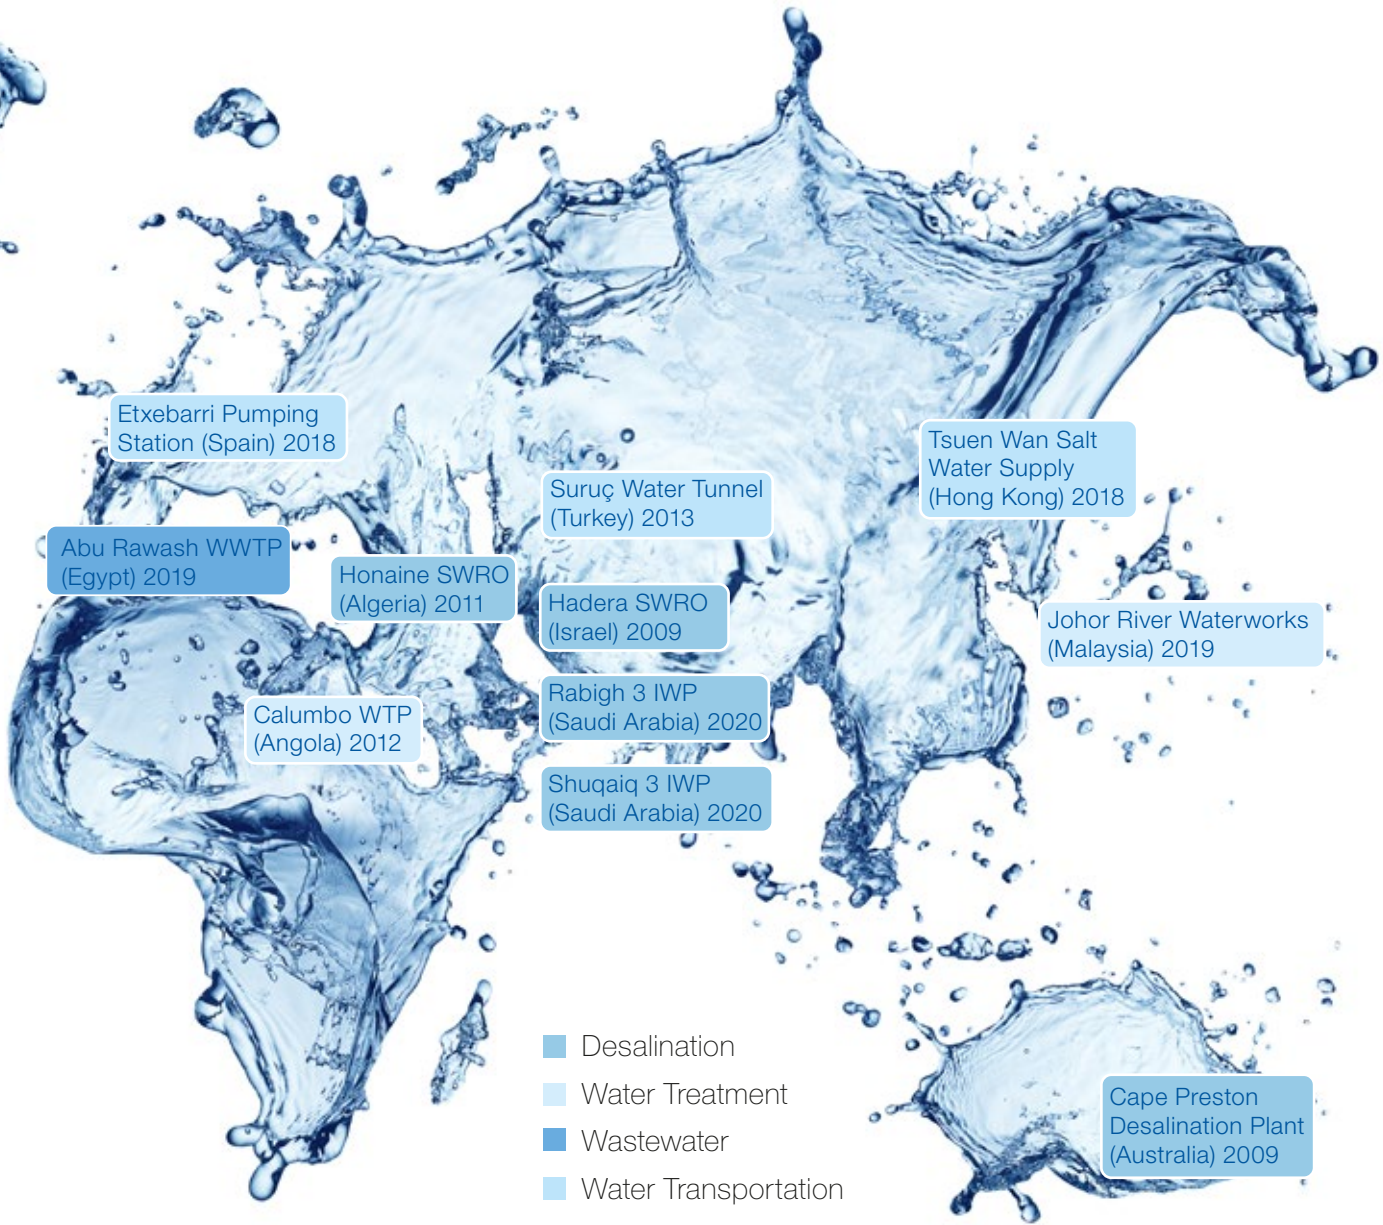 Etxebarri Pumping
Station (Spain) 2018
Tsuen Wan Salt
Water Supply
(Hong Kong) 2018
Suruç Water Tunnel
(Turkey) 2013
Abu Rawash WWTP
(Egypt) 2019
Honaine SWRO
(Algeria) 2011
Hadera SWRO
(Israel) 2009
Johor River Waterworks
(Malaysia) 2019
Rabigh 3 IWP
(Saudi Arabia) 2020
Calumbo WTP
(Angola) 2012
Shuqaiq 3 IWP
(Saudi Arabia) 2020
Desalination
Water Treatment
Wastewater
Water Transportation
Cape Preston
Desalination Plant
(Australia) 2009